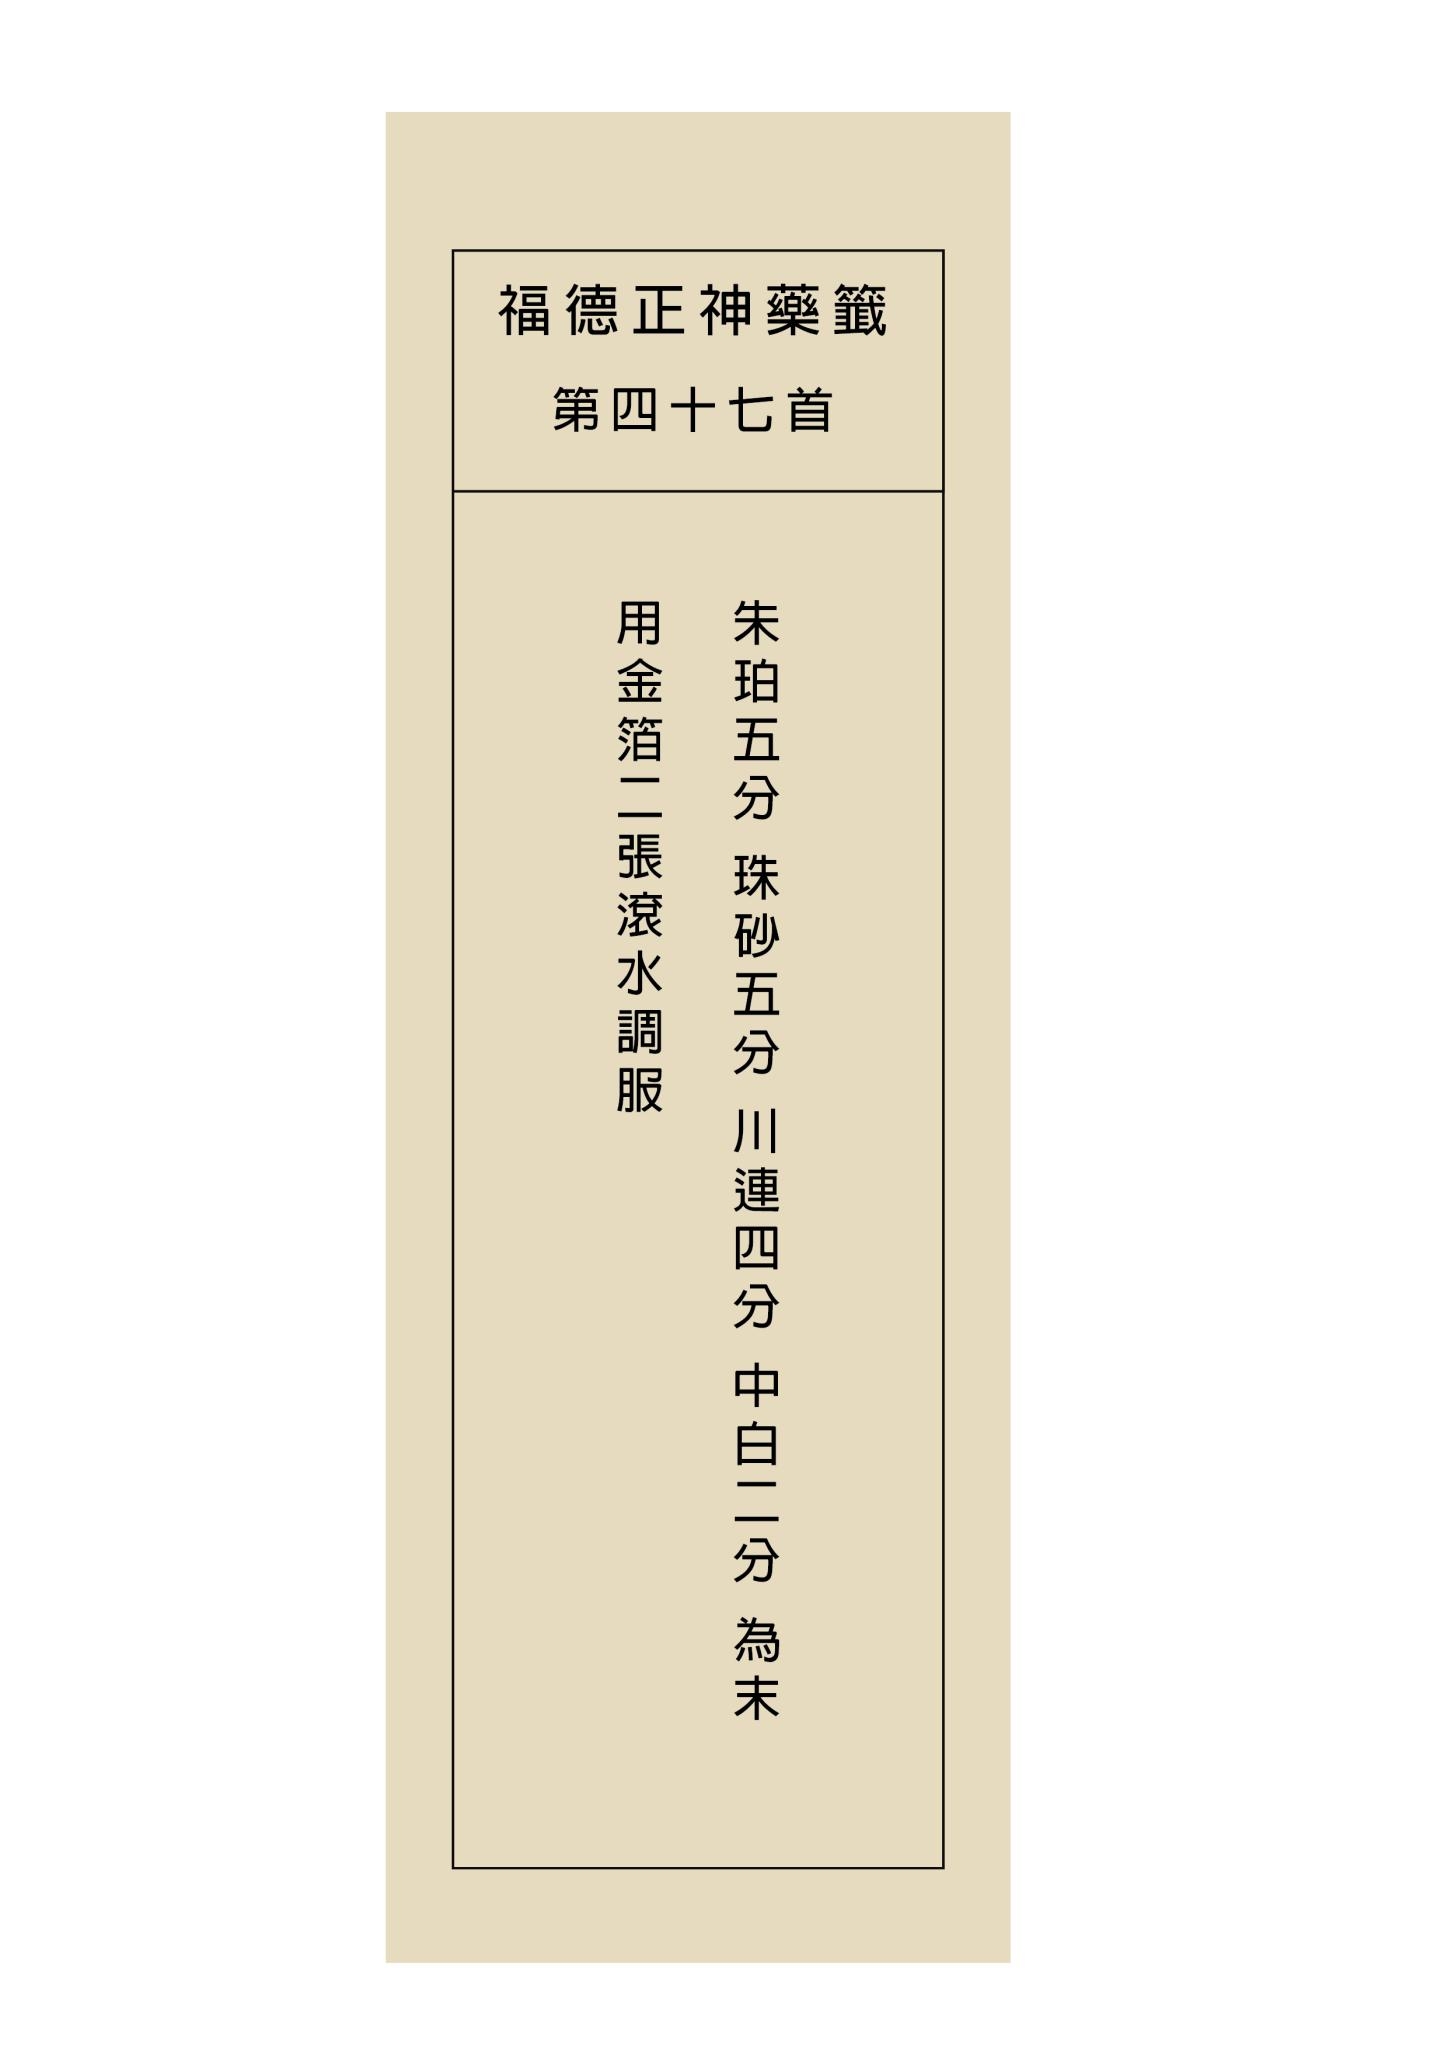 福德正神藥籤
第四十七首
朱珀五分 珠砂五分 川連四分 中白二分 為末
用金箔二張滾水調服